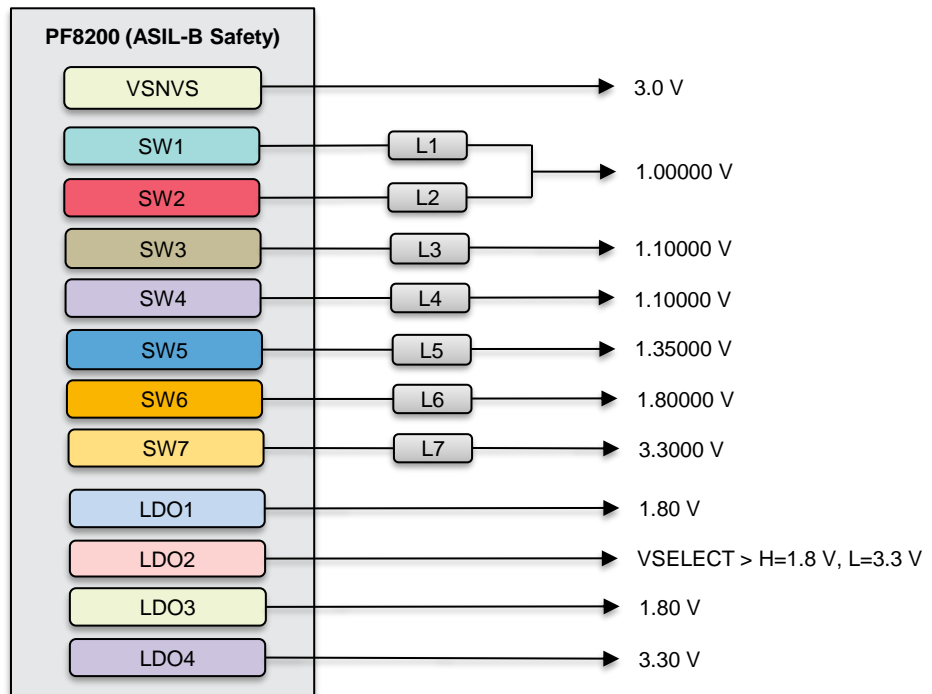 PF8200 (ASIL-B Safety)
VSNVS
3.0 V
SW1
L1
1.00000 V
SW2
L2
SW3
L3
1.10000 V
SW4
L4
1.10000 V
SW5
L5
1.35000 V
SW6
L6
1.80000 V
SW7
L7
3.3000 V
LDO1
1.80 V
LDO2
VSELECT > H=1.8 V, L=3.3 V
LDO3
1.80 V
LDO4
3.30 V